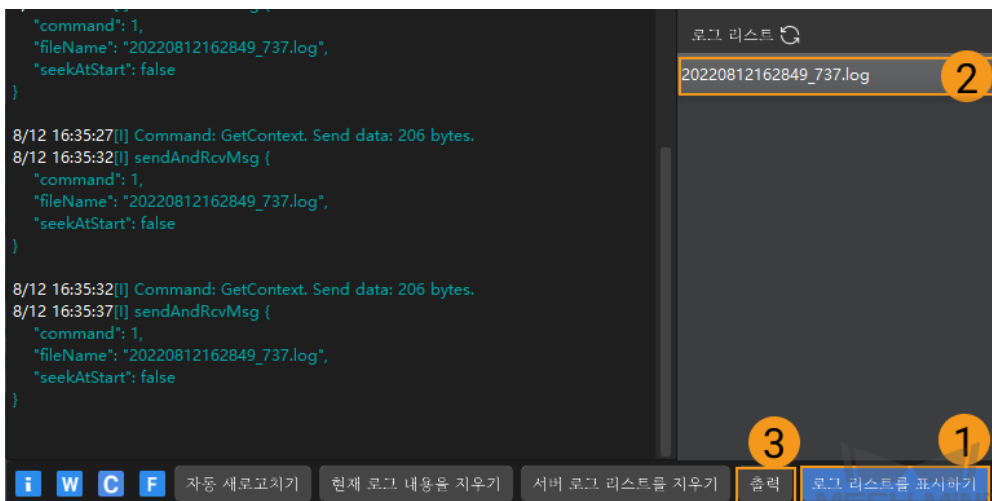 "command": 1,
"fileName": "20220812162849_737.log",
"seekAtStart": false
}
8/12 16:35:27[I] Command: GetContext. Send data: 206 bytes.
8/12 16:35:32[I] sendAndRcvMsg {
"command": 1,
"fileName": "20220812162849_737.log",
"seekAtStart": false
}
8/12 16:35:32[I] Command: GetContext. Send data: 206 bytes.
8/12 16:35:37[I] sendAndRcvMsg {
"command": 1,
"fileName": "20220812162849_737.log",
"seekAtStart": false
}
로그 리스트
20220812162849_737.log 2
3 1
i W C F 자동 새로고치기 현재 로그 내용을 지우기 서버 로그 리스트를 지우기 출력 로그 리스트를 표시하기